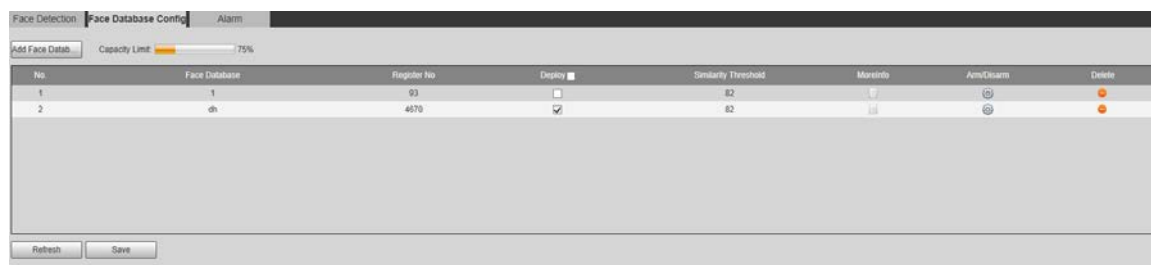 Face Detection Face Database Config Alarm
Add Face Datab... Capacity Limit: 75%
No. Face Database Register No Deploy Similarity Threshold MoreInfo Arm/Disarm Delete
1 1 93 82
2 dh 4670 82
Refresh Save